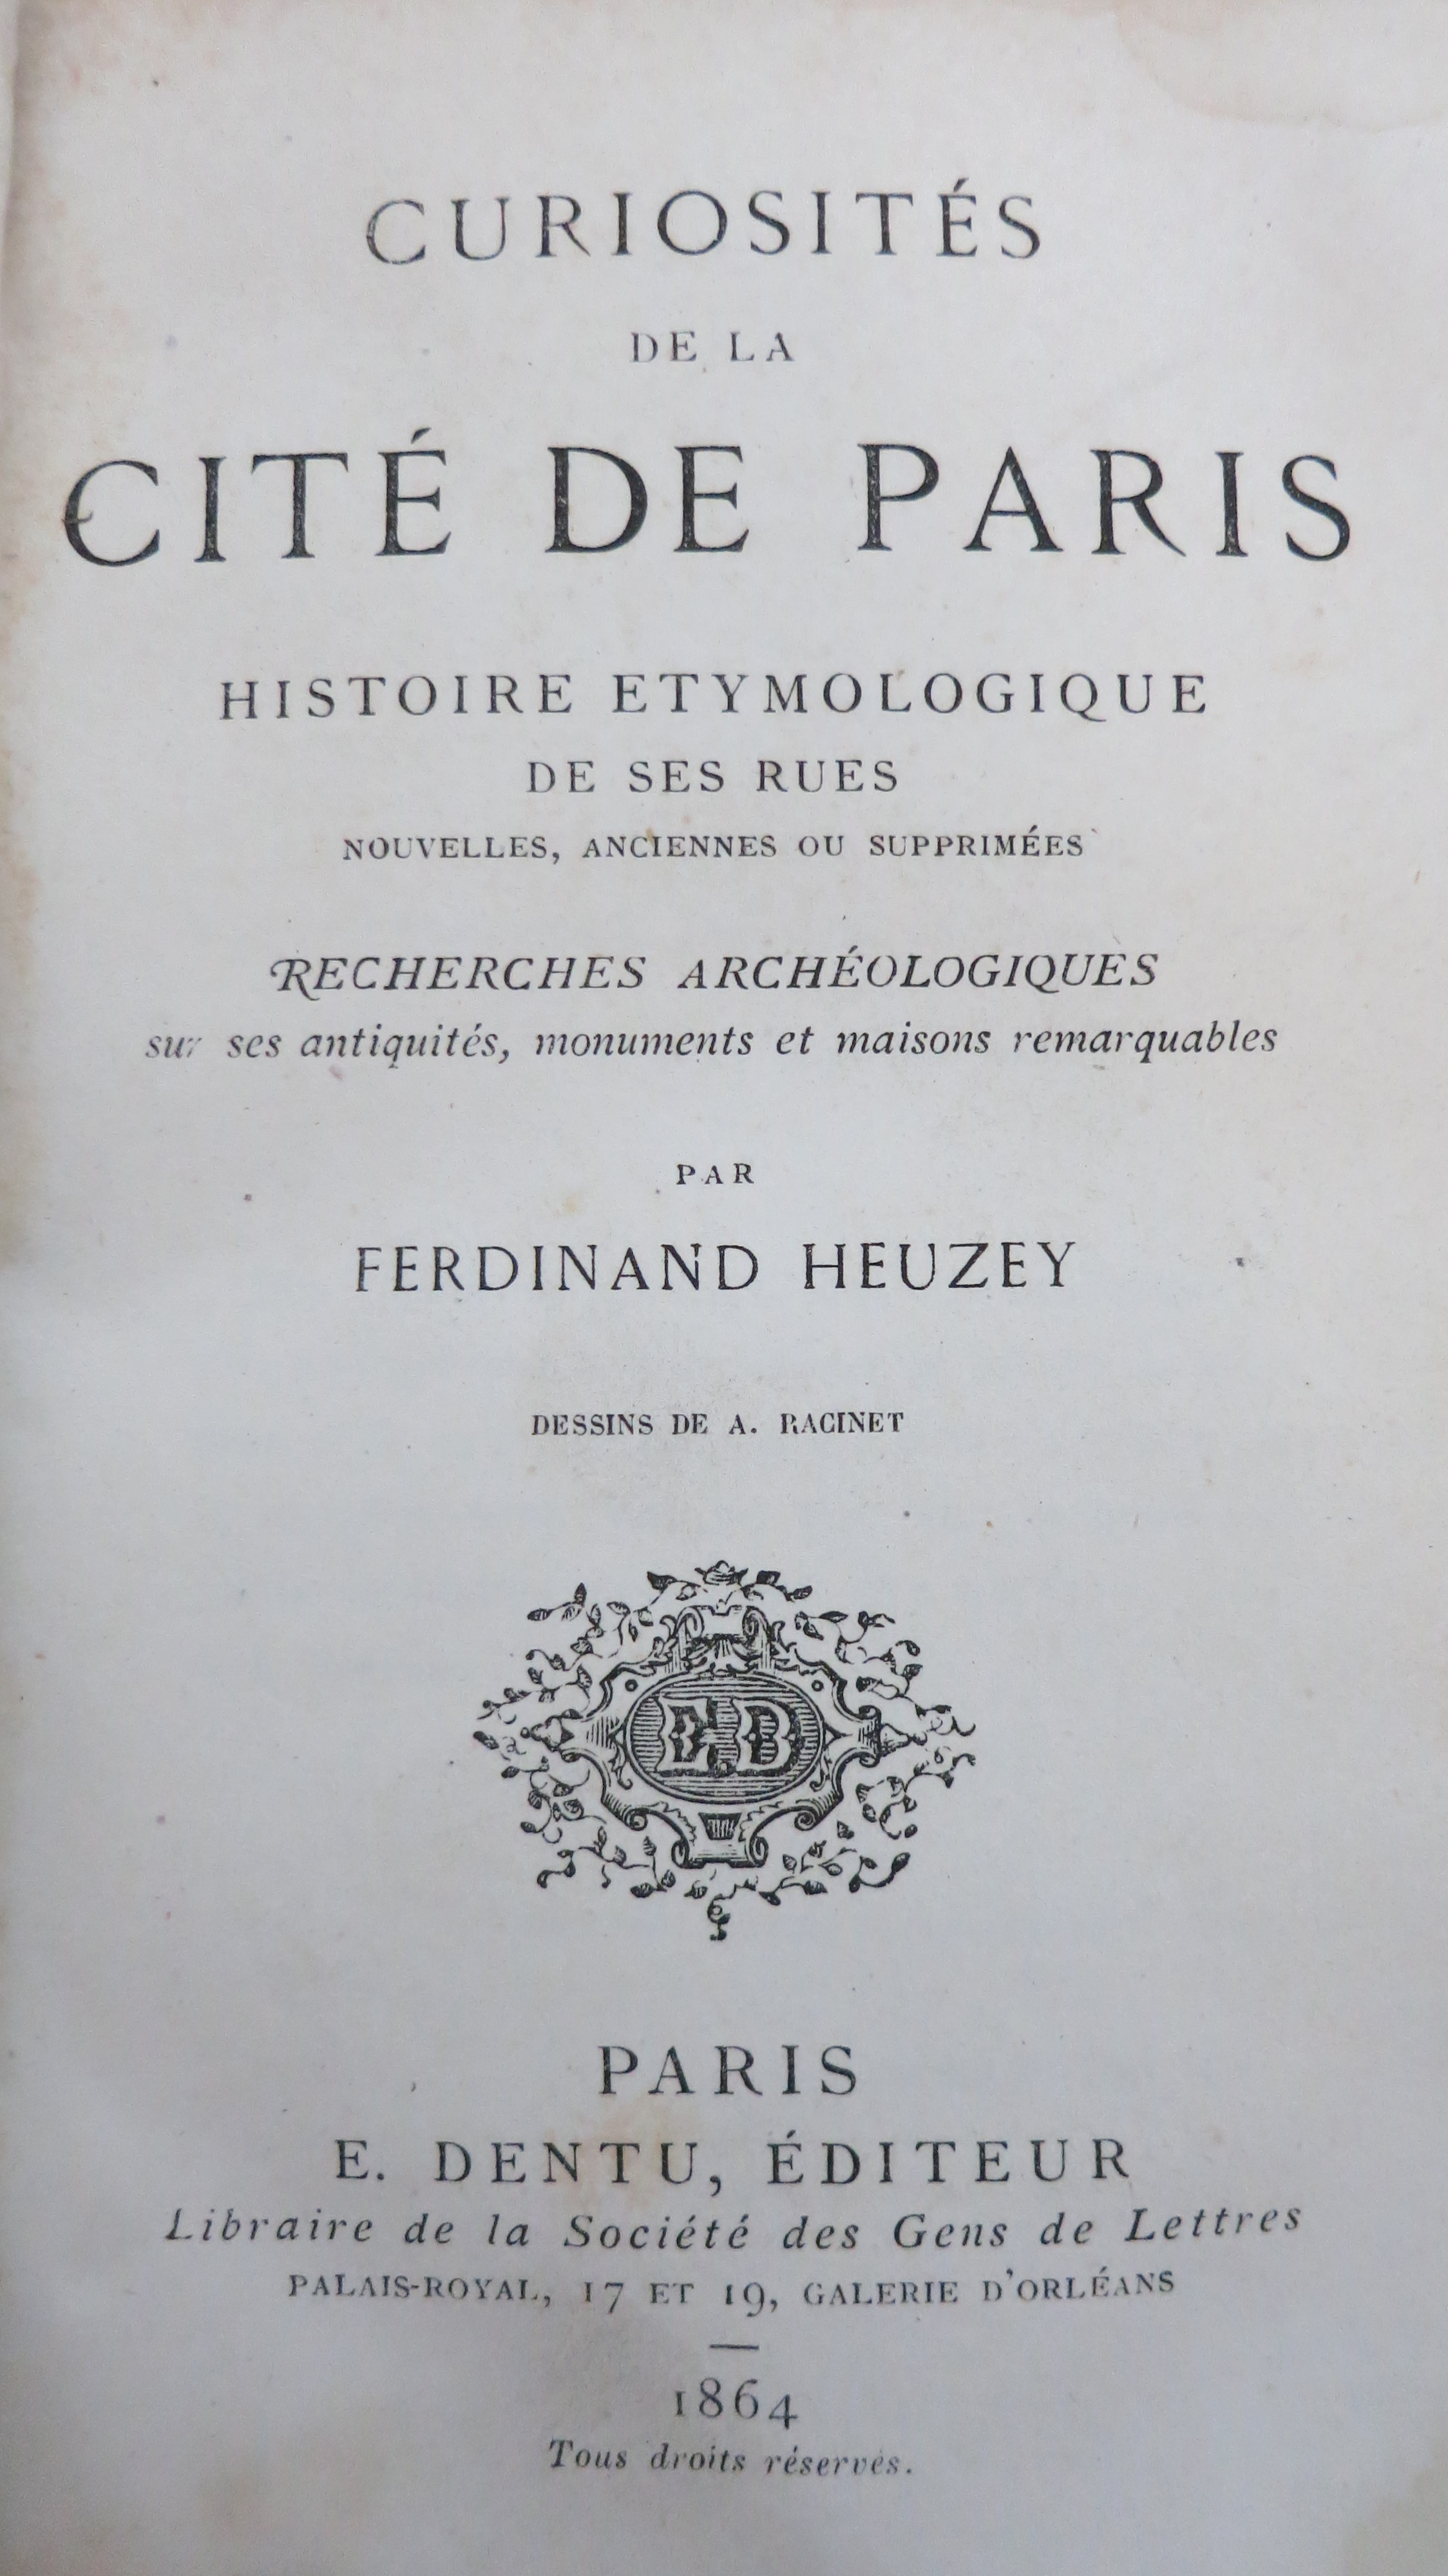 CURIOSITÉS
DE LA
CITÉ DE PARIS
HISTOIRE ETYMOLOGIQUE
DE SES RUES
NOUVELLES, ANCIENNES OU SUPPRIMÉES
RECHERCHES ARCHÉOLOGIQUES
sur ses antiquités, monuments et maisons remarquables
PAR
FERDINAND HEUZEY
DESSINS DE A. RACINET
ED
PARIS
E. DENTU, ÉDITEUR
Libraire de la Société des Gens de Lettres
PALAIS-ROYAL, 17 ET 19, GALERIE D'ORLÉANS
1864
Tous droits réservés.